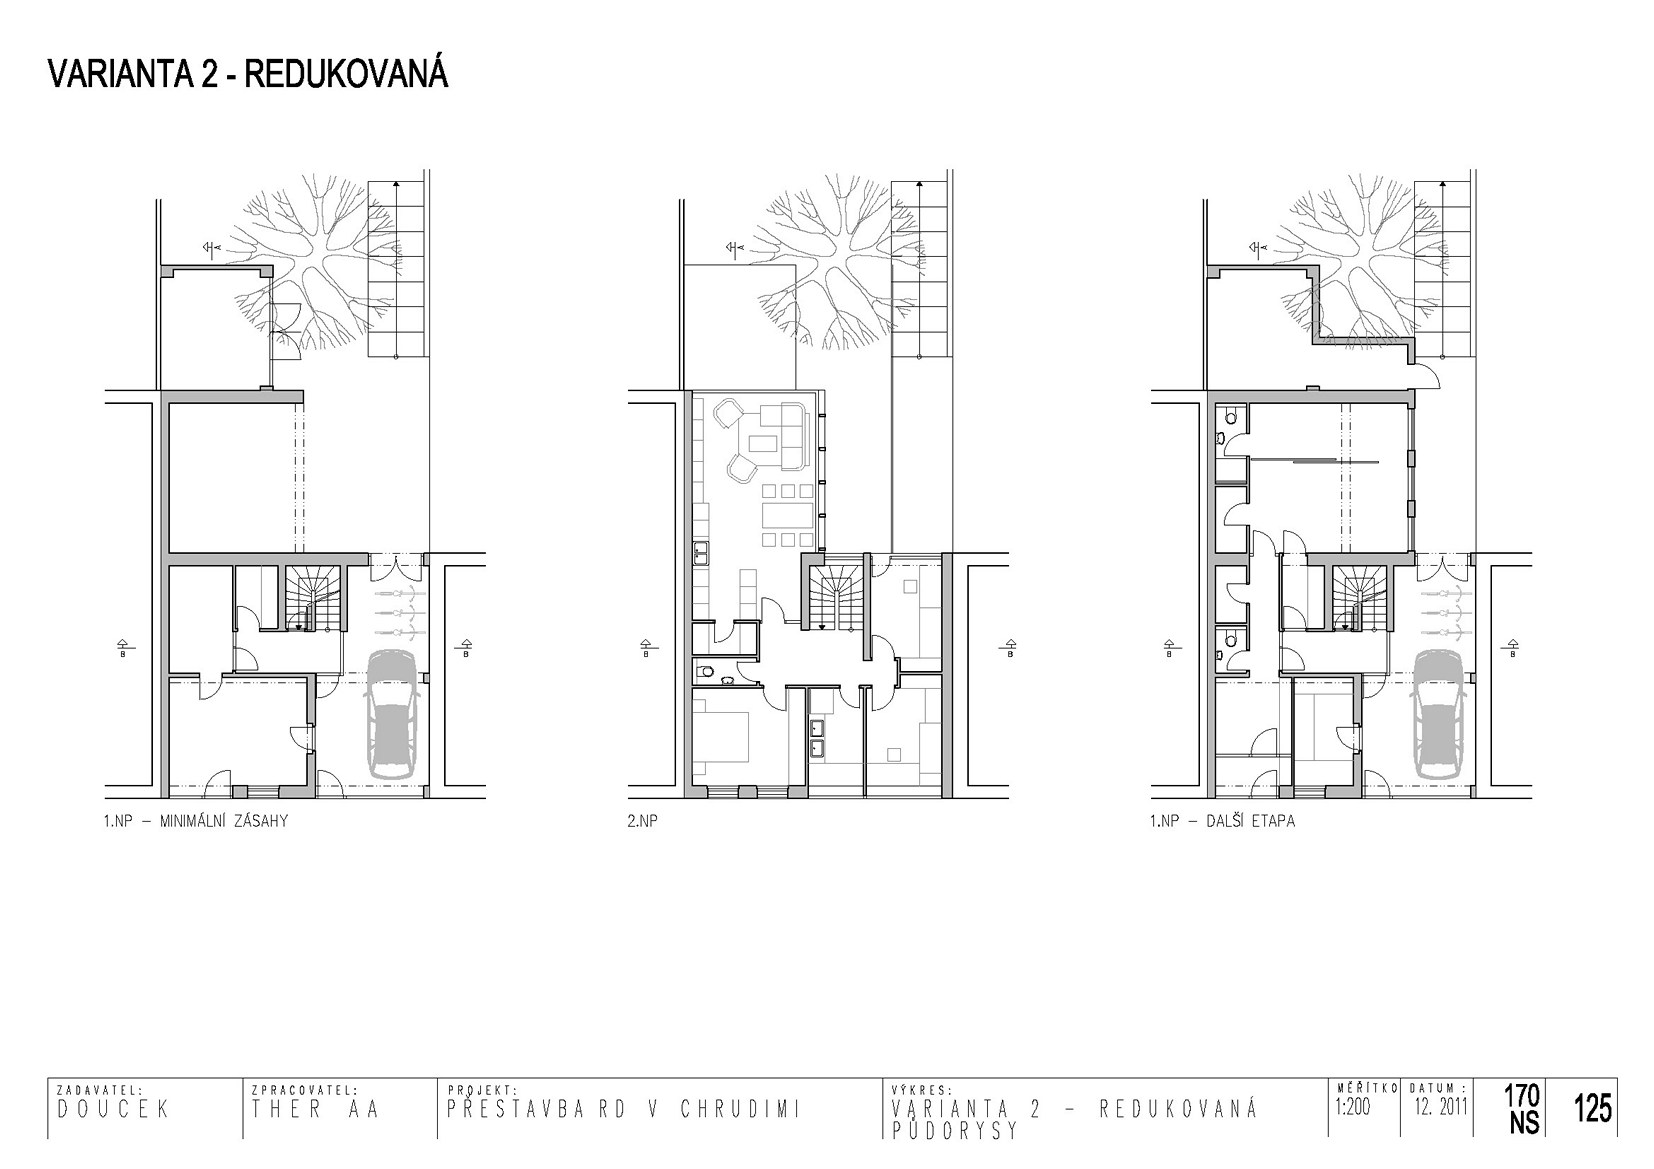 VARIANTA 2 - REDUKOVANÁ
A
A
A
B
B
B
B
B
B
1.NP – MINIMÁLNÍ ZÁSAHY
2.NP
1.NP – DALŠÍ ETAPA
ZADAVATEL:
DOUCEK
ZPRACOVATEL:
THER AA
PROJEKT:
PŘESTAVBA RD V CHRUDIMI
VÝKRES:
VARIANTA 2 – REDUKOVANÁ
PŮDORYSY
MĚŘÍTKO
1:200
DATUM:
12. 2011
170
NS
125